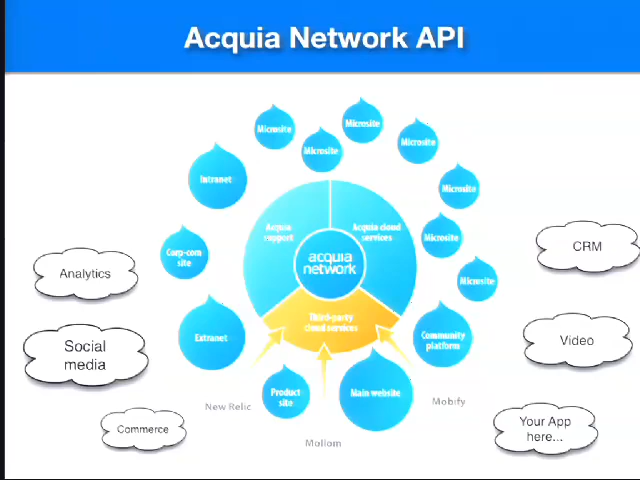 Acquia Network API
Microsite
Microsite
Microsite
Microsite
Intranet
Microsite
Acquia
support
Acquia cloud
services
Microsite
Corp-com
site
acquia
network
CRM
Analytics
Microsite
Third-party
cloud services
Extranet
Community
platform
Social
media
Video
Product
site
Main website
New Relic
Mobify
Mollom
Commerce
Your App
here...